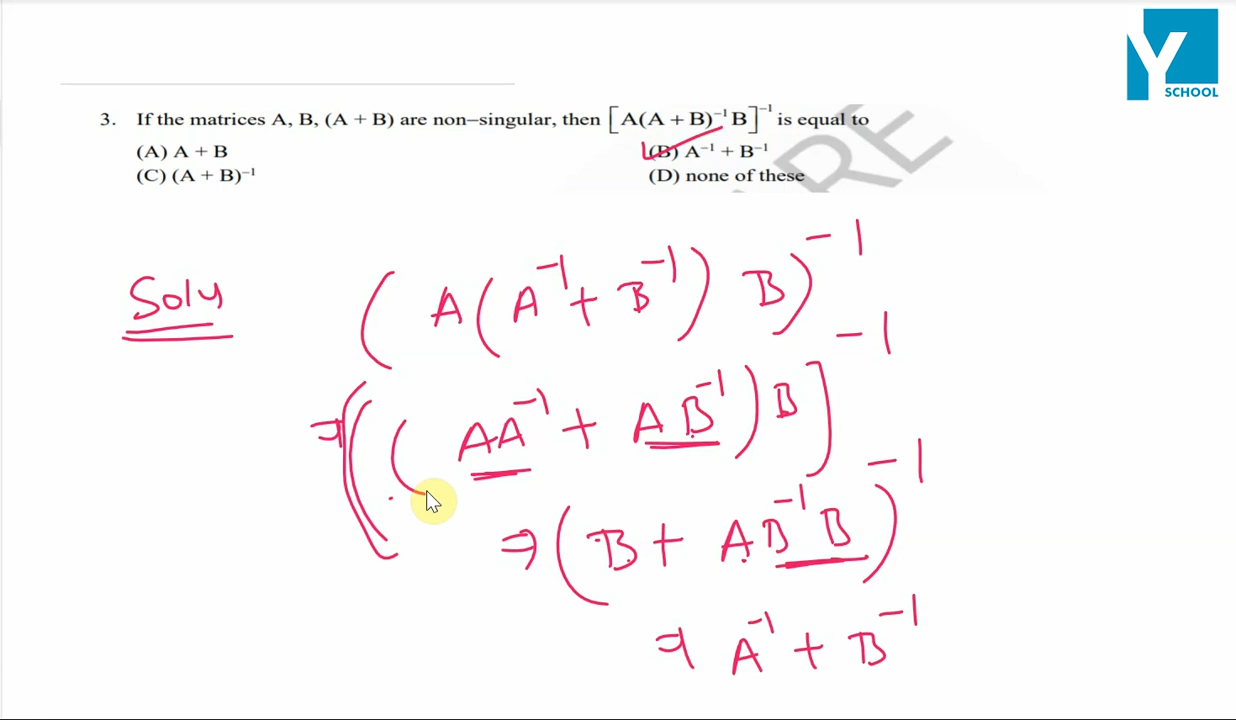 Y SCHOOL
3. If the matrices A, B, (A + B) are non–singular, then [A(A + B)⁻¹B]⁻¹ is equal to
(A) A + B (B) A⁻¹ + B⁻¹
(C) (A + B)⁻¹ (D) none of these
Soln (A(A⁻¹ + B⁻¹) B)⁻¹
⇒ (((AA⁻¹ + AB⁻¹)B]⁻¹
⇒ (B + AB⁻¹B)⁻¹
⇒ A⁻¹ + B⁻¹